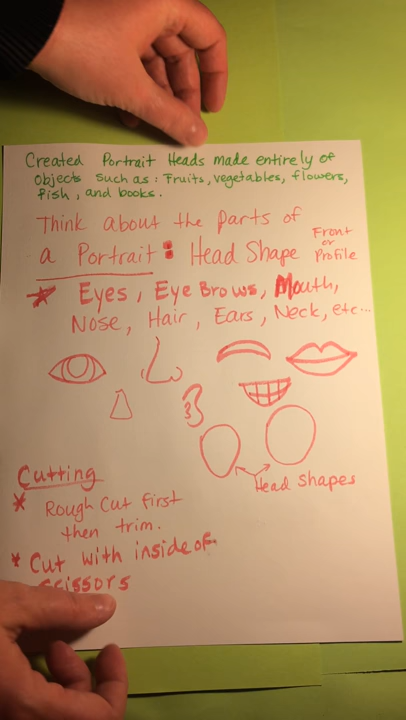 Created Portrait Heads made entirely of
Objects such as: Fruits, vegetables, flowers,
fish, and books.
Think about the parts of
a Portrait: Head Shape Front or Profile
* Eyes, Eye Brows, Mouth,
Nose, Hair, Ears, Neck, etc...
Head Shapes
Cutting
* Rough Cut first
then trim.
* Cut with inside of
scissors